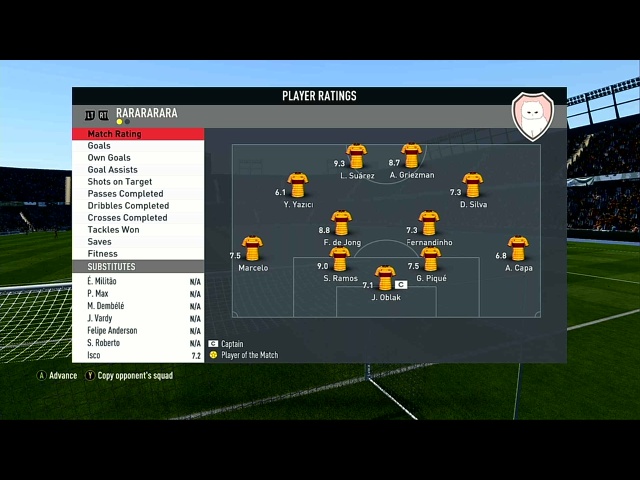 PLAYER RATINGS
LT RT RARARARARA
Match Rating
Goals
Own Goals
Goal Assists
Shots on Target
Passes Completed
Dribbles Completed
Crosses Completed
Tackles Won
Saves
Fitness
SUBSTITUTES
É. Militão N/A
P. Max N/A
M. Dembélé N/A
J. Vardy N/A
Felipe Anderson N/A
S. Roberto N/A
Isco 7.2
9.3 8.7
L. Suárez A. Griezman
6.1 7.3
Y. Yazıcı D. Silva
8.8 7.3
F. de Jong Fernandinho
7.5 9.0 7.5 6.8
Marcelo S. Ramos G. Piqué A. Capa
7.1 C
J. Oblak
C Captain
Player of the Match
A Advance Y Copy opponent's squad